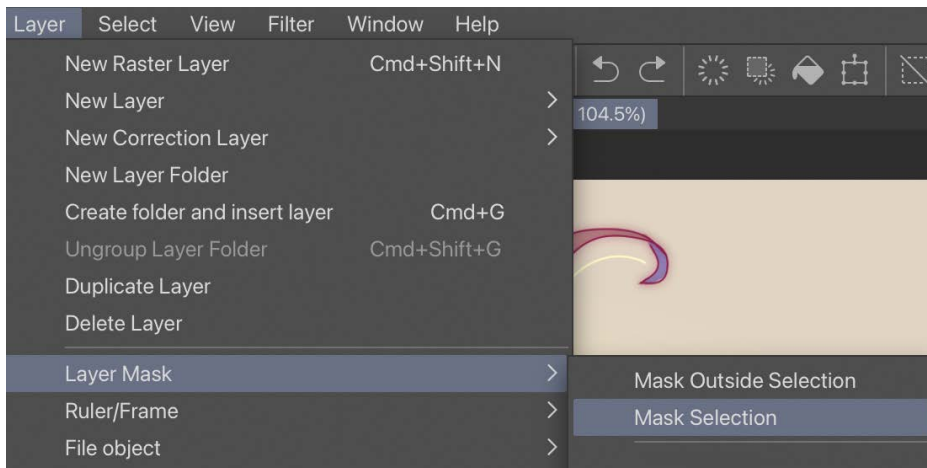 Layer Select View Filter Window Help
New Raster Layer Cmd+Shift+N
New Layer
New Correction Layer
104.5%)
New Layer Folder
Create folder and insert layer Cmd+G
Ungroup Layer Folder Cmd+Shift+G
Duplicate Layer
Delete Layer
Layer Mask
Mask Outside Selection
Ruler/Frame
Mask Selection
File object